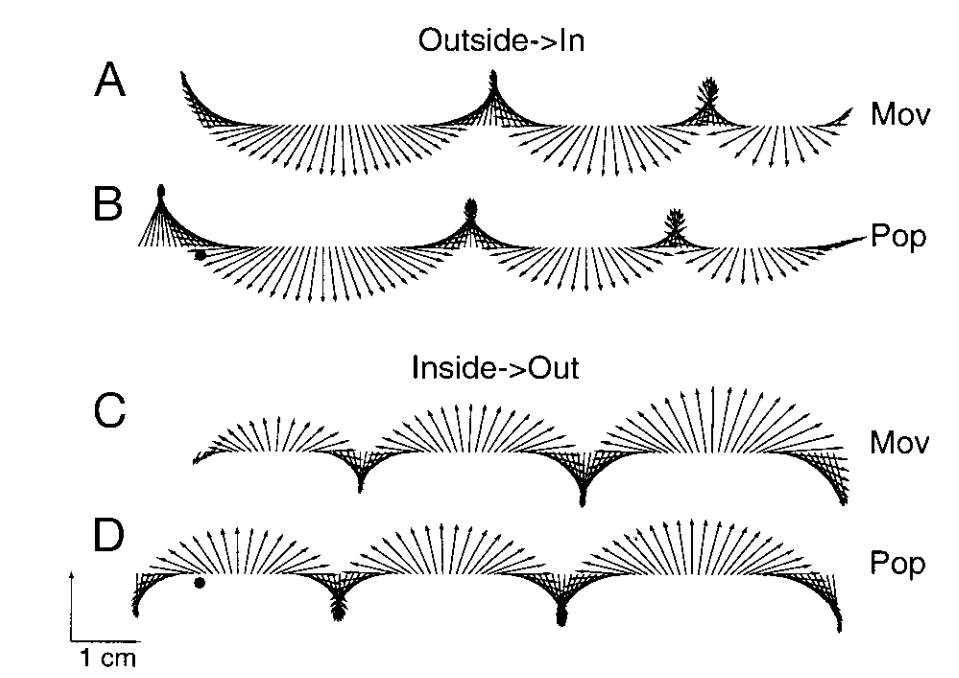 Outside->In
A
Mov
B
Pop
Inside->Out
C
Mov
D
Pop
1 cm